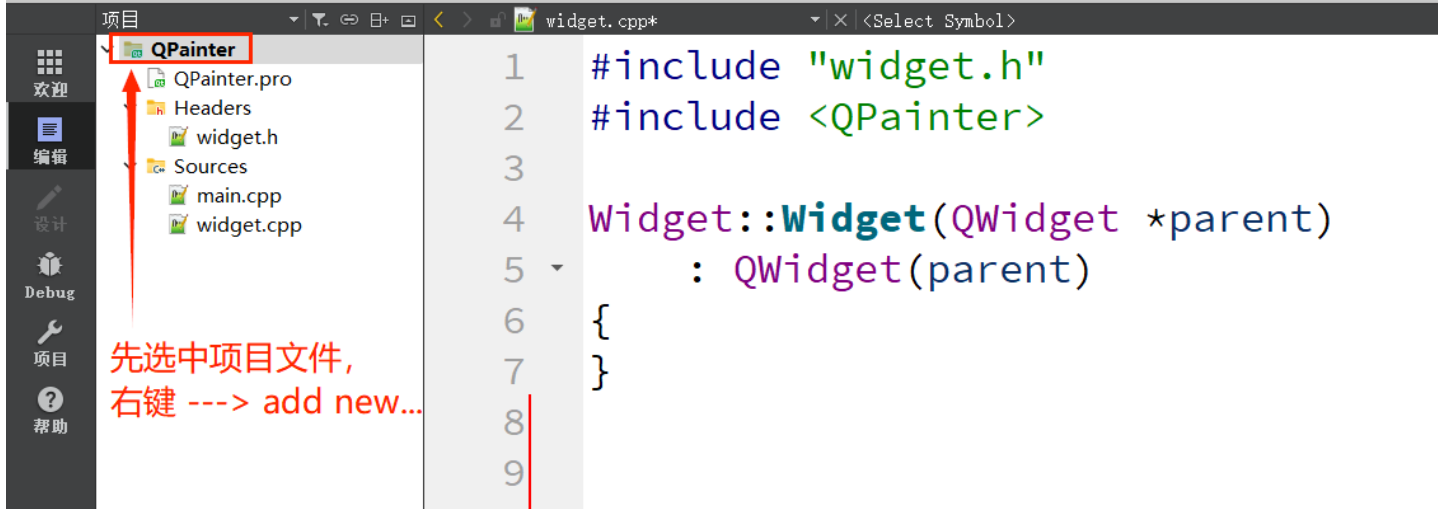 项目
widget.cpp*
<Select Symbol>
欢迎
编辑
设计
Debug
项目
帮助
QPainter
QPainter.pro
Headers
widget.h
Sources
main.cpp
widget.cpp
先选中项目文件,
右键 ---> add new...
1 #include "widget.h"
2 #include <QPainter>
3
4 Widget::Widget(QWidget *parent)
5 : QWidget(parent)
6 {
7 }
8
9